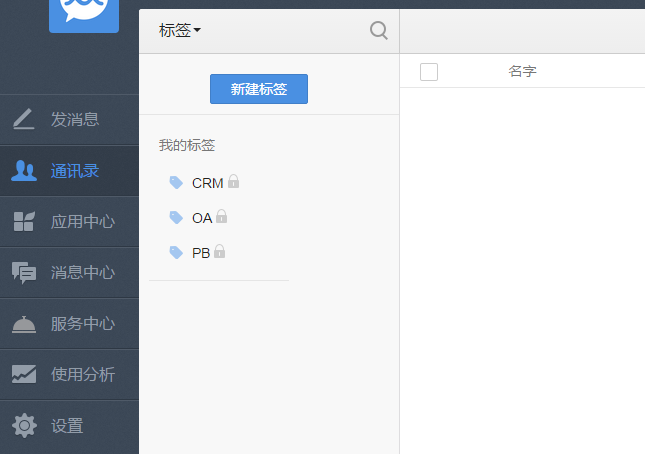 发消息
通讯录
应用中心
消息中心
服务中心
使用分析
设置
标签
新建标签
我的标签
CRM
OA
PB
名字